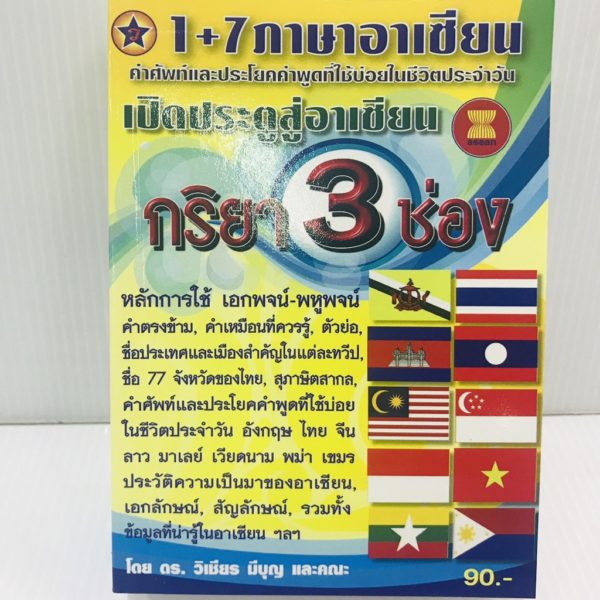 1+7 ภาษาอาเซียน
คำศัพท์และประโยคคำพูดที่ใช้บ่อยในชีวิตประจำวัน
เปิดประตูสู่อาเซียน
asean
กริยา 3 ช่อง
หลักการใช้ เอกพจน์-พหูพจน์
คำตรงข้าม, คำเหมือนที่ควรรู้, ตัวย่อ,
ชื่อประเทศและเมืองสำคัญในแต่ละทวีป,
ชื่อ 77 จังหวัดของไทย, สุภาษิตสากล,
คำศัพท์และประโยคคำพูดที่ใช้บ่อย
ในชีวิตประจำวัน อังกฤษ ไทย จีน
ลาว มาเลย์ เวียดนาม พม่า เขมร
ประวัติความเป็นมาของอาเซียน,
เอกลักษณ์, สัญลักษณ์, รวมทั้ง
ข้อมูลที่น่ารู้ในอาเซียน ฯลฯ
โดย ดร. วิเชียร มีบุญ และคณะ
90.-